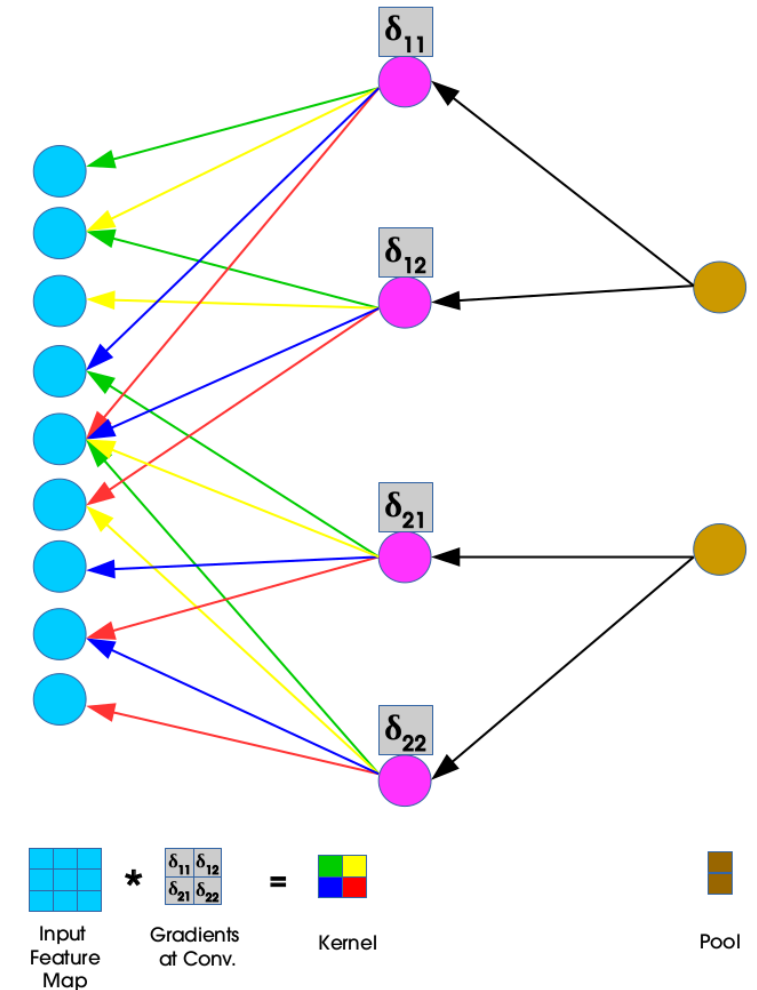 δ11
δ12
δ21
δ22
δ11 δ12
δ21 δ22
* =
Input
Feature
Map
Gradients
at Conv.
Kernel
Pool